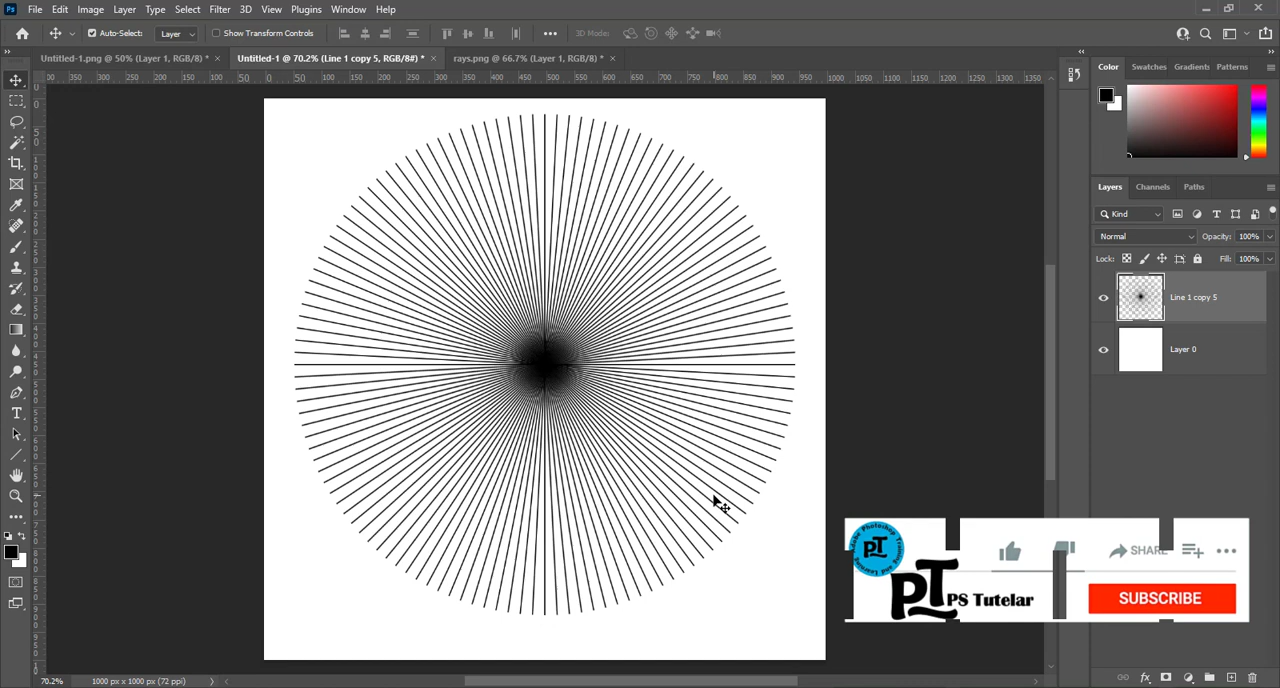 Ps File Edit Image Layer Type Select Filter 3D View Plugins Window Help
Auto-Select: Layer Show Transform Controls 3D Mode:
Untitled-1.png @ 50% (Layer 1, RGB/8) * × Untitled-1 @ 70.2% (Line 1 copy 5, RGB/8#) * × rays.png @ 66.7% (Layer 1, RGB/8) * ×
Color Swatches Gradients Patterns
Layers Channels Paths
Kind
Normal Opacity: 100%
Lock: Fill: 100%
Line 1 copy 5
Layer 0
PT
SHARE
PT PS Tutelar
SUBSCRIBE
70.2% 1000 px x 1000 px (72 ppi)